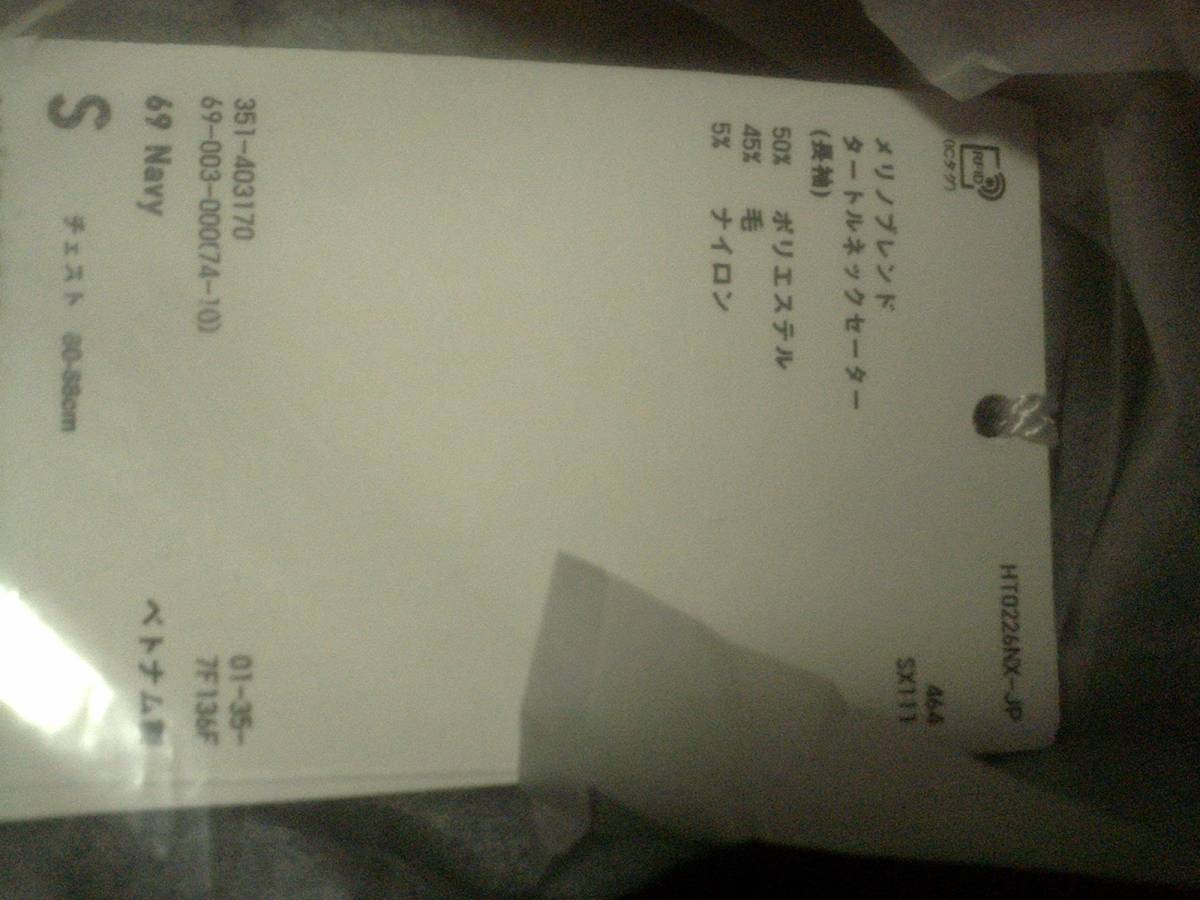 HT0226NX-JP
RFID
(ICタグ)
464
SX111
メリノブレンド
タートルネックセーター
(長袖)
50% ポリエステル
45% 毛
5% ナイロン
351-403170 01-35-
69-003-000(74-10) 7F136F
69 Navy ベトナム製
S チェスト 80-88cm